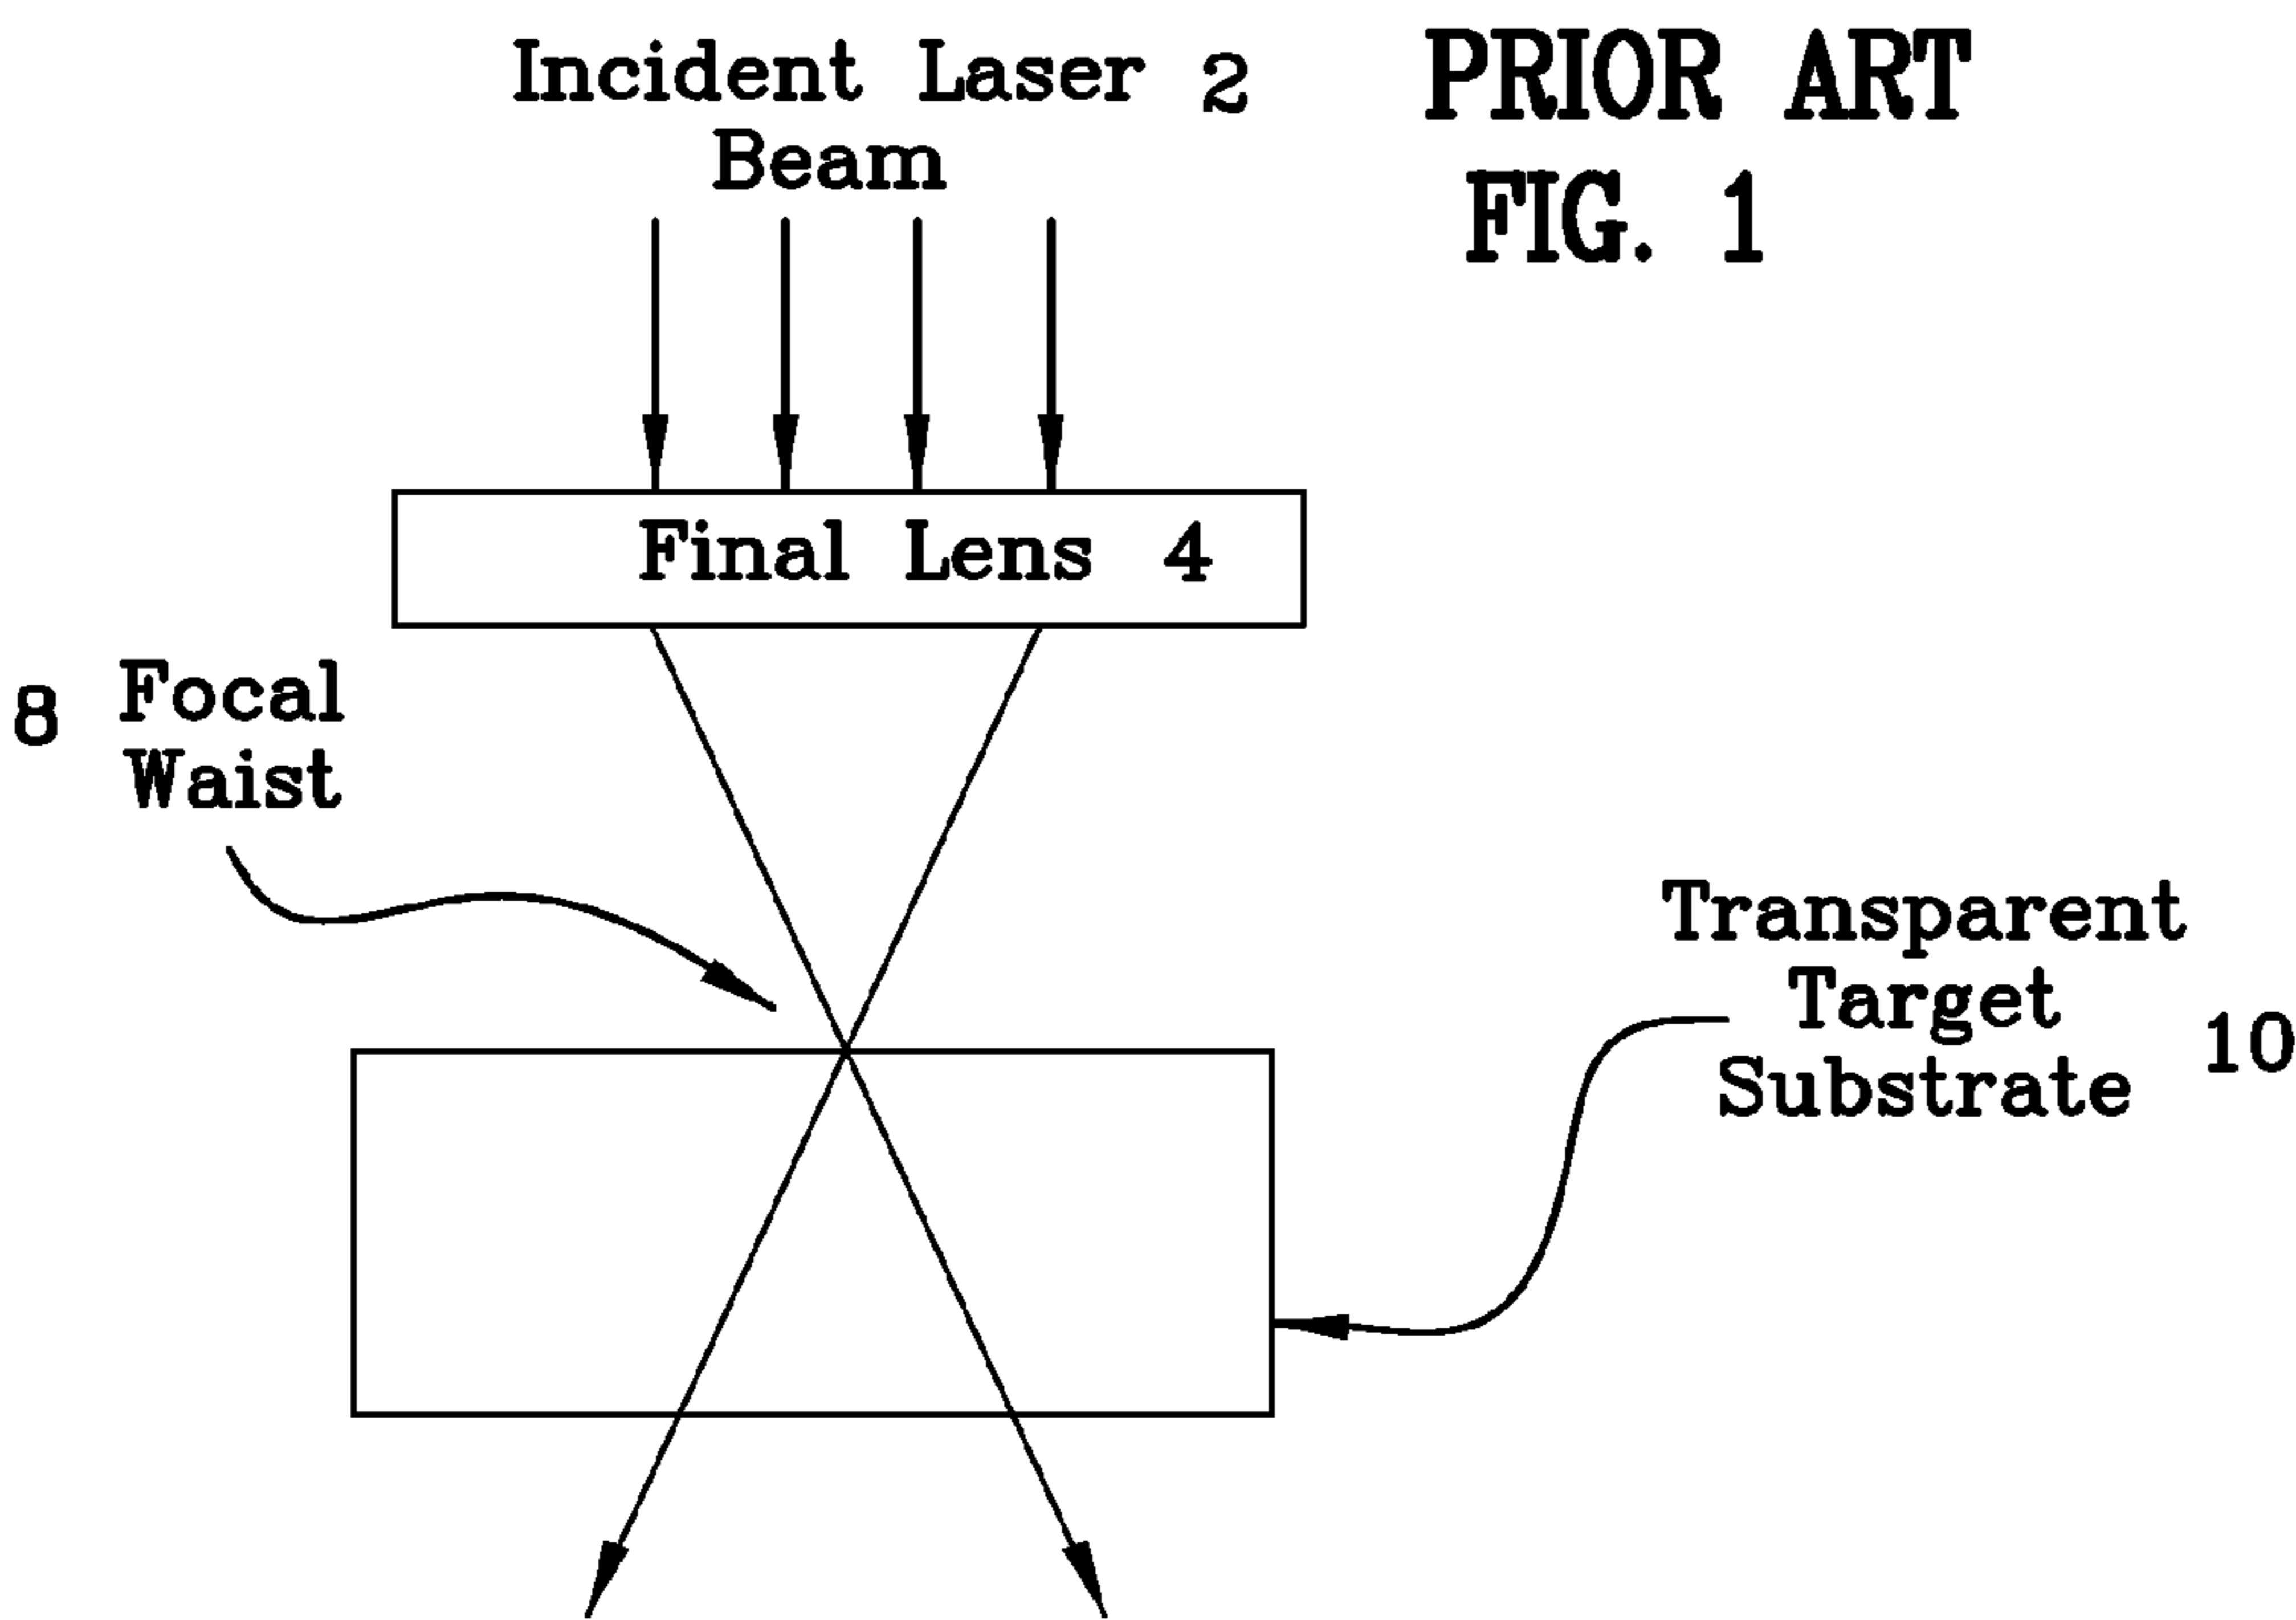 Incident Laser 2
Beam
PRIOR ART
FIG. 1
Final Lens 4
8 Focal
Waist
Transparent
Target
Substrate 10